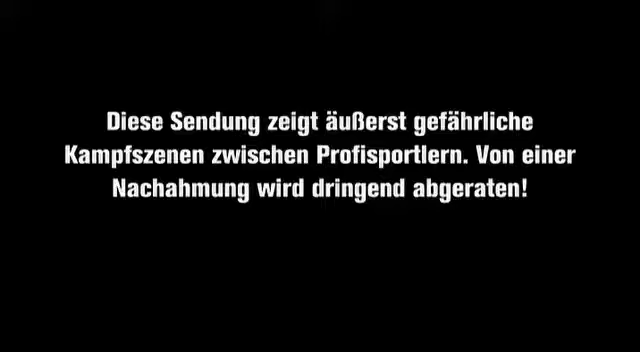 Diese Sendung zeigt äußerst gefährliche
Kampfszenen zwischen Profisportlern. Von einer
Nachahmung wird dringend abgeraten!